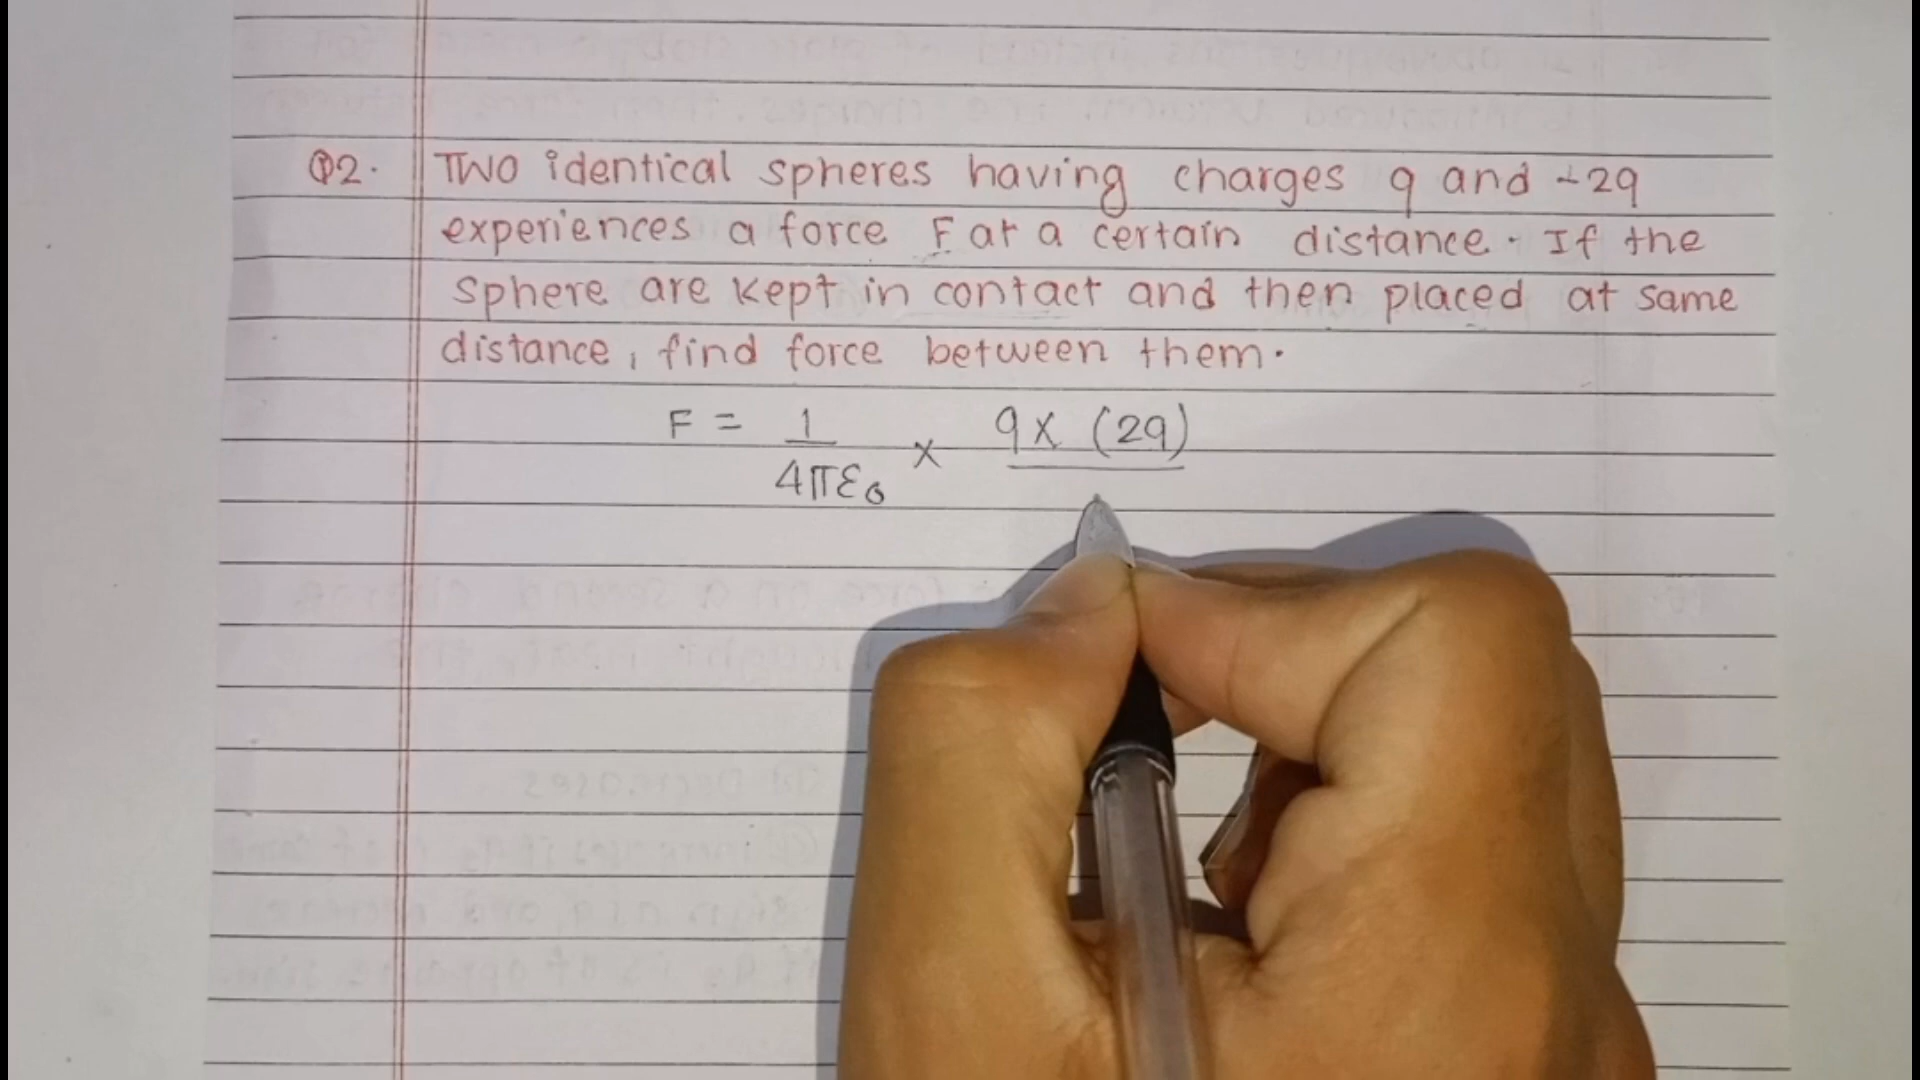 Q2. Two identical spheres having charges q and -2q
experiences a force F at a certain distance. If the
sphere are kept in contact and then placed at same
distance, find force between them.
F = 1/4πε₀ × q× (2q)